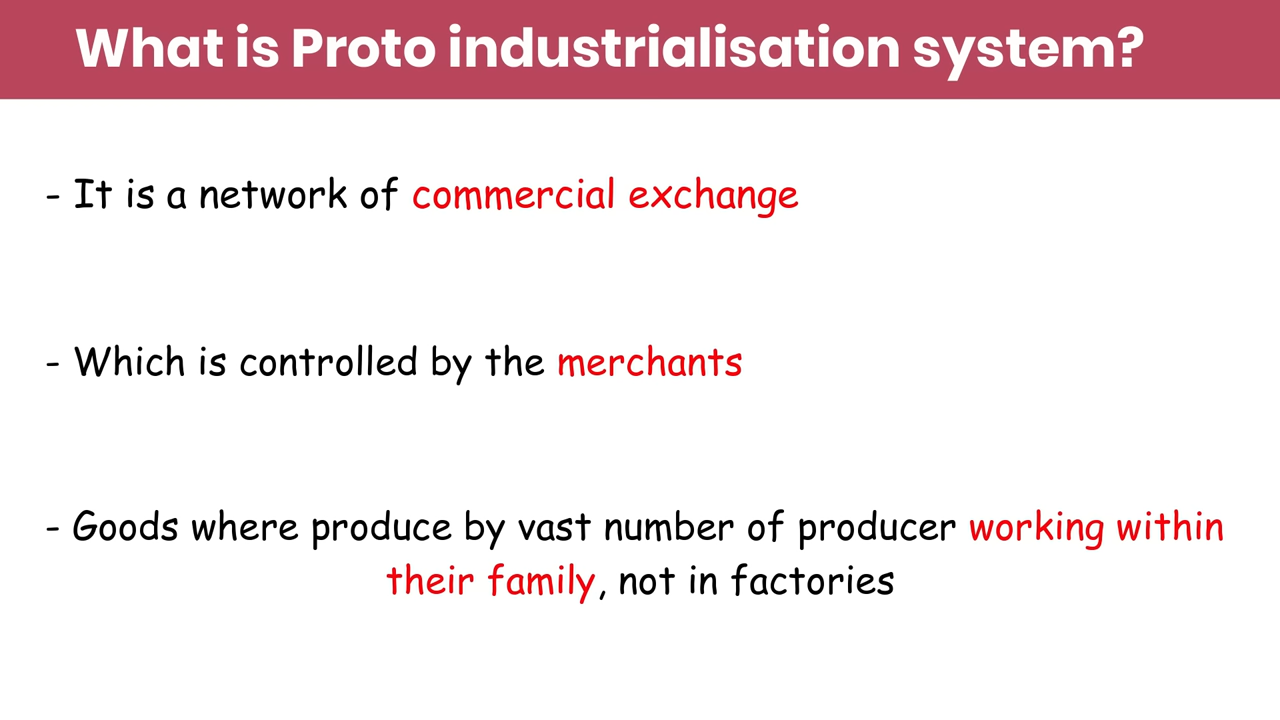 What is Proto industrialisation system?
- It is a network of commercial exchange
- Which is controlled by the merchants
- Goods where produce by vast number of producer working within
their family, not in factories